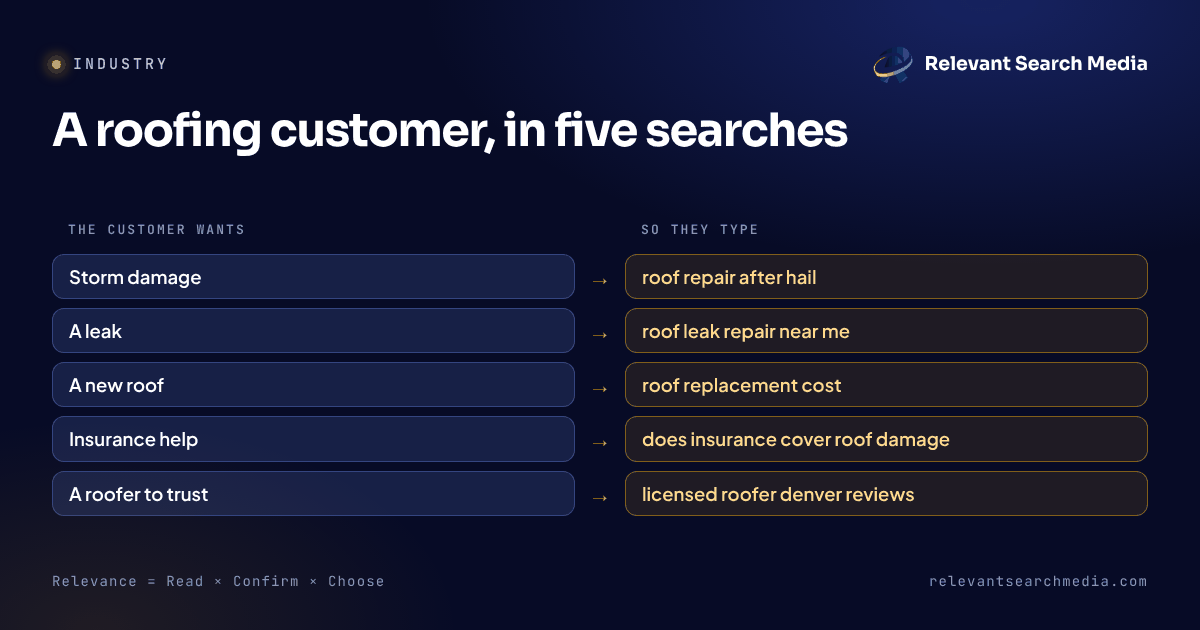 INDUSTRY
Relevant Search Media
A roofing customer, in five searches
THE CUSTOMER WANTS
SO THEY TYPE
Storm damage
→
roof repair after hail
A leak
→
roof leak repair near me
A new roof
→
roof replacement cost
Insurance help
→
does insurance cover roof damage
A roofer to trust
→
licensed roofer denver reviews
Relevance = Read × Confirm × Choose
relevantsearchmedia.com